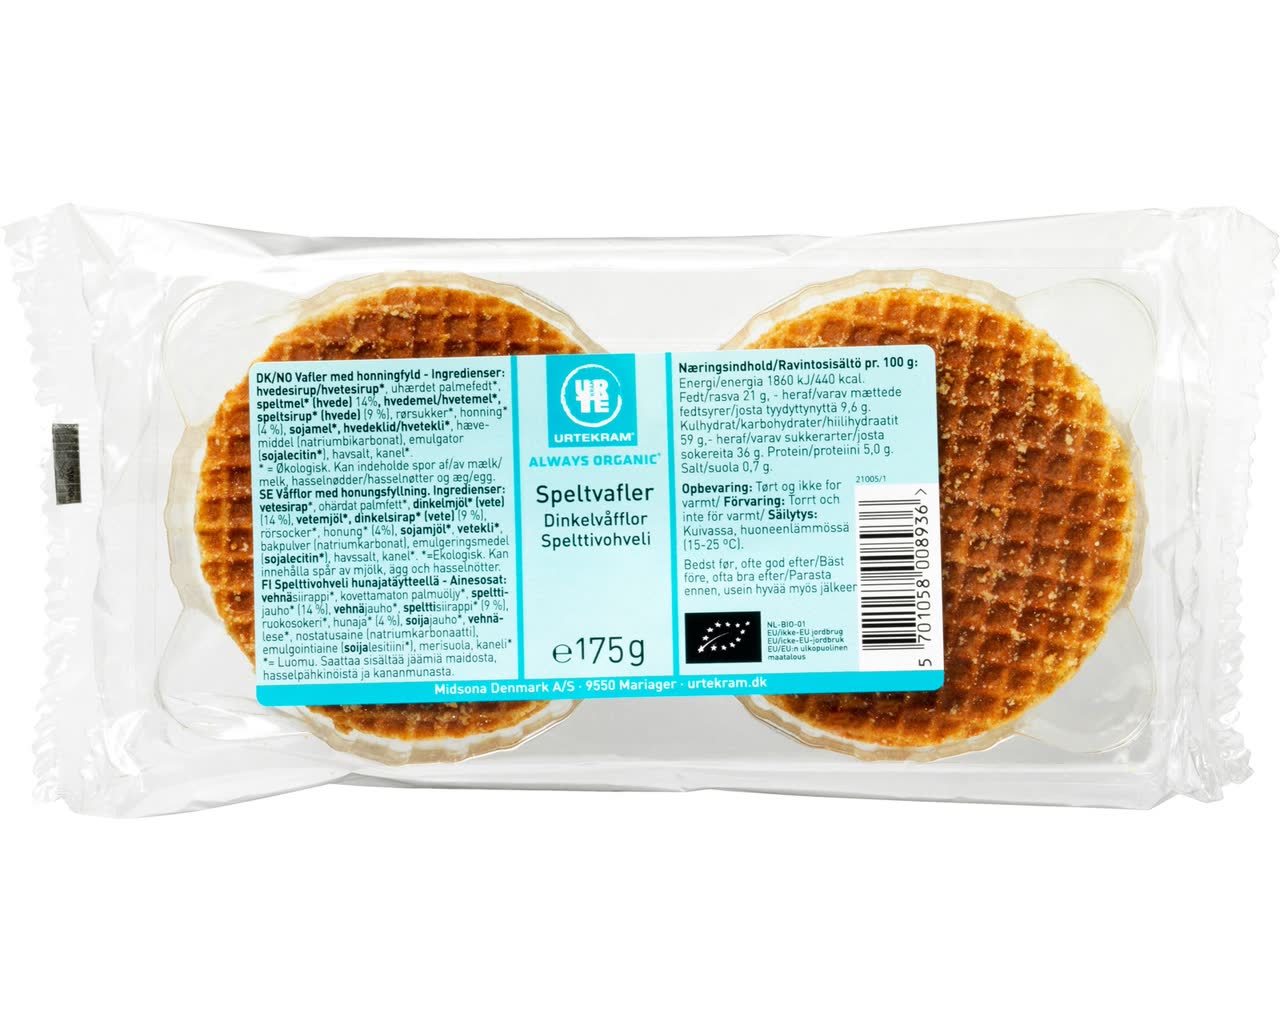 DK/NO Vafler med honningfyld - Ingredienser:
hvedesirup/hvetesirup*, uhærdet palmefedt*,
speltmel* (hvede) 14%, hvedemel/hvetemel*,
speltsirup* (hvede) (9 %), rørsukker*, honning*
(4 %), sojamel*, hvedeklid/hvetekli*, hæve-
middel (natriumbikarbonat), emulgator
(sojalecitin*), havsalt, kanel*.
* = Økologisk. Kan indeholde spor af/av mælk/
melk, hasselnødder/hasselnøtter og æg/egg.
SE Våfflor med honungsfyllning. Ingredienser:
vetesirap*, ohärdat palmfett*, dinkelmjöl* (vete)
(14 %), vetemjöl*, dinkelsirap* (vete) (9 %),
rörsocker*, honung* (4%), sojamjöl*, vetekli*,
bakpulver (natriumkarbonat), emulgeringsmedel
(sojalecitin*), havssalt, kanel*. *=Ekologisk. Kan
innehålla spår av mjölk, ägg och hasselnötter.
FI Spelttivohveli hunajatäytteellä - Ainesosat:
vehnäsiirappi*, kovettamaton palmuöljy*, speltti-
jauho* (14 %), vehnäjauho*, spelttisiirappi* (9 %),
ruokosokeri*, hunaja* (4 %), soijajauho*, vehnä-
lese*, nostatusaine (natriumkarbonaatti),
emulgointiaine (soijalesitiini*), merisuola, kaneli*
*= Luomu. Saattaa sisältää jäämiä maidosta,
hasselpähkinöistä ja kananmunasta.
UR
TE
URTEKRAM®
ALWAYS ORGANIC®
Speltvafler
Dinkelvåfflor
Spelttivohveli
℮175g
Næringsindhold/Ravintosisältö pr. 100 g:
Energi/energia 1860 kJ/440 kcal.
Fedt/rasva 21 g, - heraf/varav mættede
fedtsyrer/josta tyydyttynyttä 9,6 g.
Kulhydrat/karbohydrater/hiilihydraatit
59 g,- heraf/varav sukkerarter/josta
sokereita 36 g. Protein/proteiini 5,0 g.
Salt/suola 0,7 g.
21005/1
Opbevaring: Tørt og ikke for
varmt/ Förvaring: Torrt och
inte för varmt/ Säilytys:
Kuivassa, huoneenlämmössä
(15-25 ºC).
Bedst før, ofte god efter/Bäst
före, ofta bra efter/Parasta
ennen, usein hyvää myös jälkeen
NL-BIO-01
EU/ikke-EU jordbrug
EU/icke-EU-jordbruk
EU/EU:n ulkopuolinen
maatalous
5 701058 008936 >
Midsona Denmark A/S · 9550 Mariager · urtekram.dk